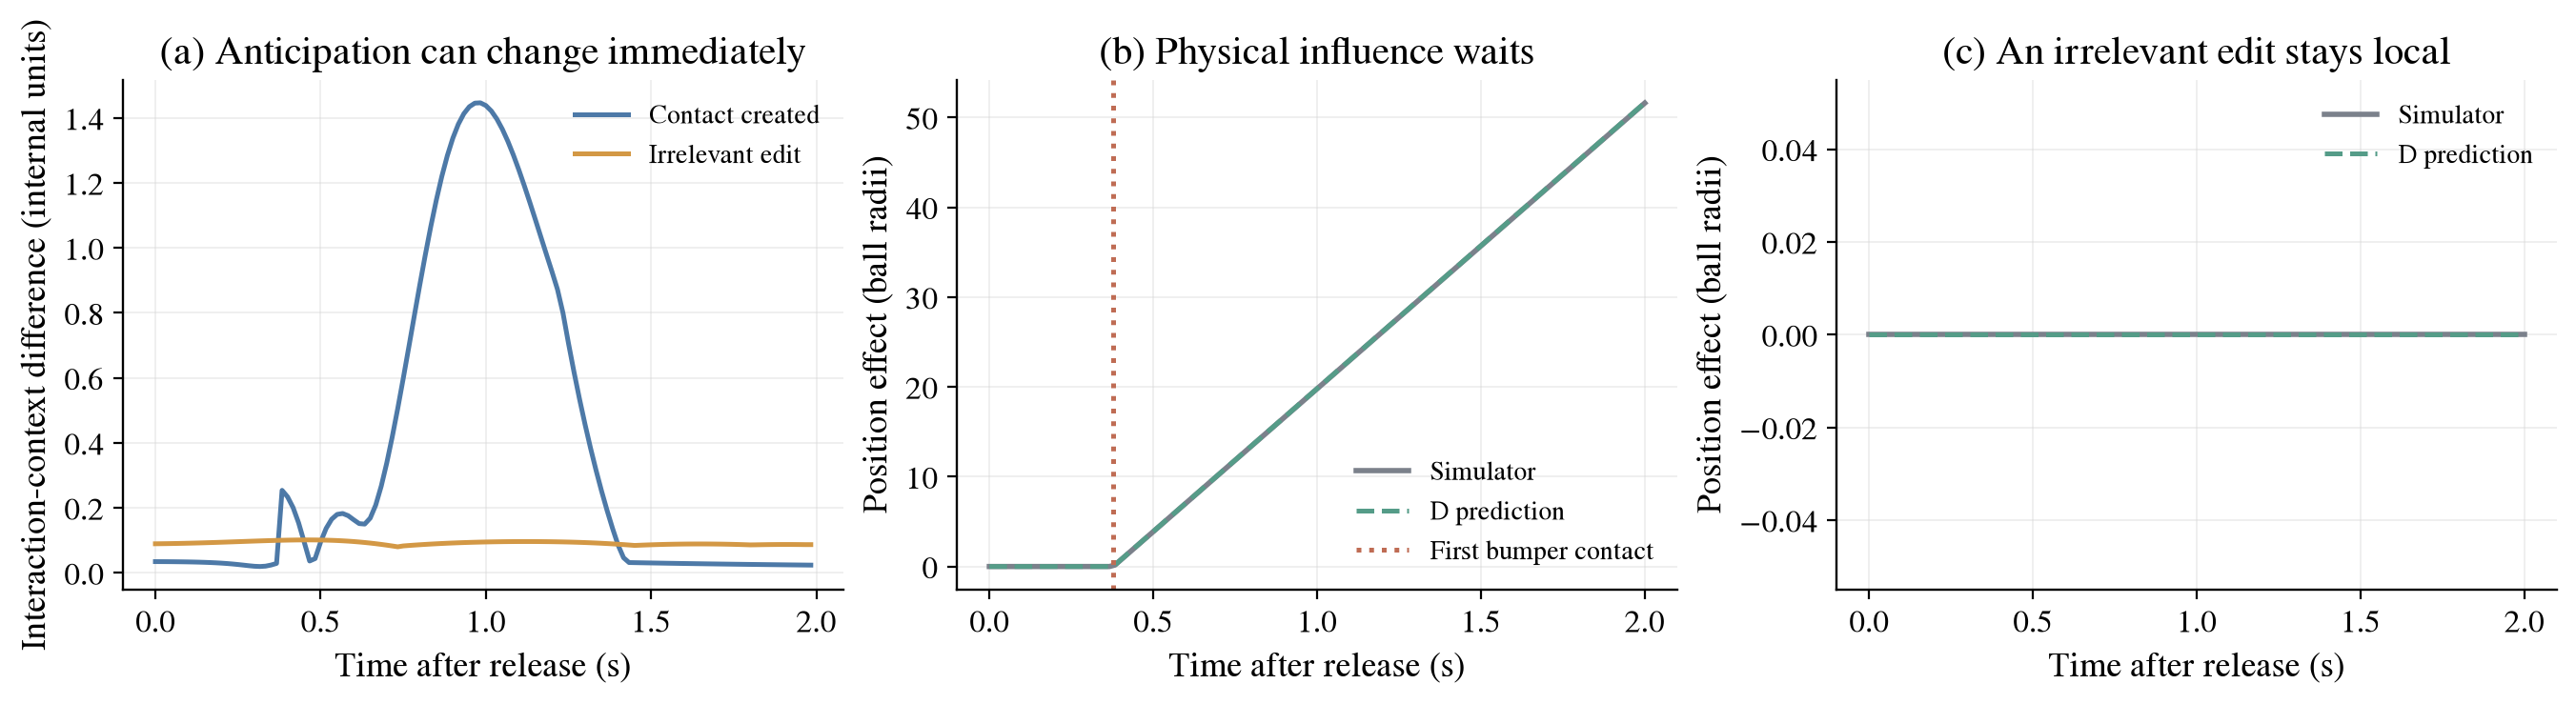 (a) Anticipation can change immediately
Interaction-context difference (internal units)
1.4
1.2
1.0
0.8
0.6
0.4
0.2
0.0
Contact created
Irrelevant edit
0.0 0.5 1.0 1.5 2.0
Time after release (s)
(b) Physical influence waits
Position effect (ball radii)
50
40
30
20
10
0
Simulator
D prediction
First bumper contact
0.0 0.5 1.0 1.5 2.0
Time after release (s)
(c) An irrelevant edit stays local
Position effect (ball radii)
0.04
0.02
0.00
−0.02
−0.04
Simulator
D prediction
0.0 0.5 1.0 1.5 2.0
Time after release (s)